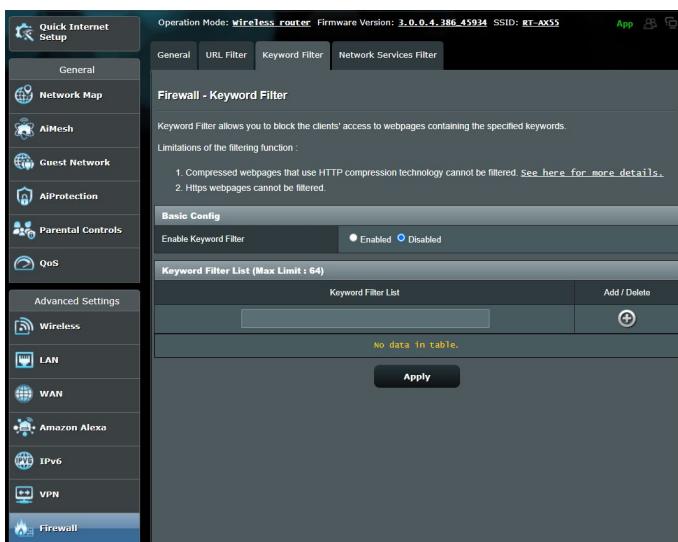 Quick Internet
Setup
General
Network Map
AiMesh
Guest Network
AiProtection
Parental Controls
QoS
Advanced Settings
Wireless
LAN
WAN
Amazon Alexa
IPv6
VPN
Firewall
Operation Mode: Wireless router Firmware Version: 3.0.0.4.386_45934 SSID: RT-AX55 App
General URL Filter Keyword Filter Network Services Filter
Firewall - Keyword Filter
Keyword Filter allows you to block the clients' access to webpages containing the specified keywords.
Limitations of the filtering function :
1. Compressed webpages that use HTTP compression technology cannot be filtered. See here for more details.
2. Https webpages cannot be filtered.
Basic Config
Enable Keyword Filter Enabled Disabled
Keyword Filter List (Max Limit : 64)
Keyword Filter List Add / Delete
No data in table.
Apply